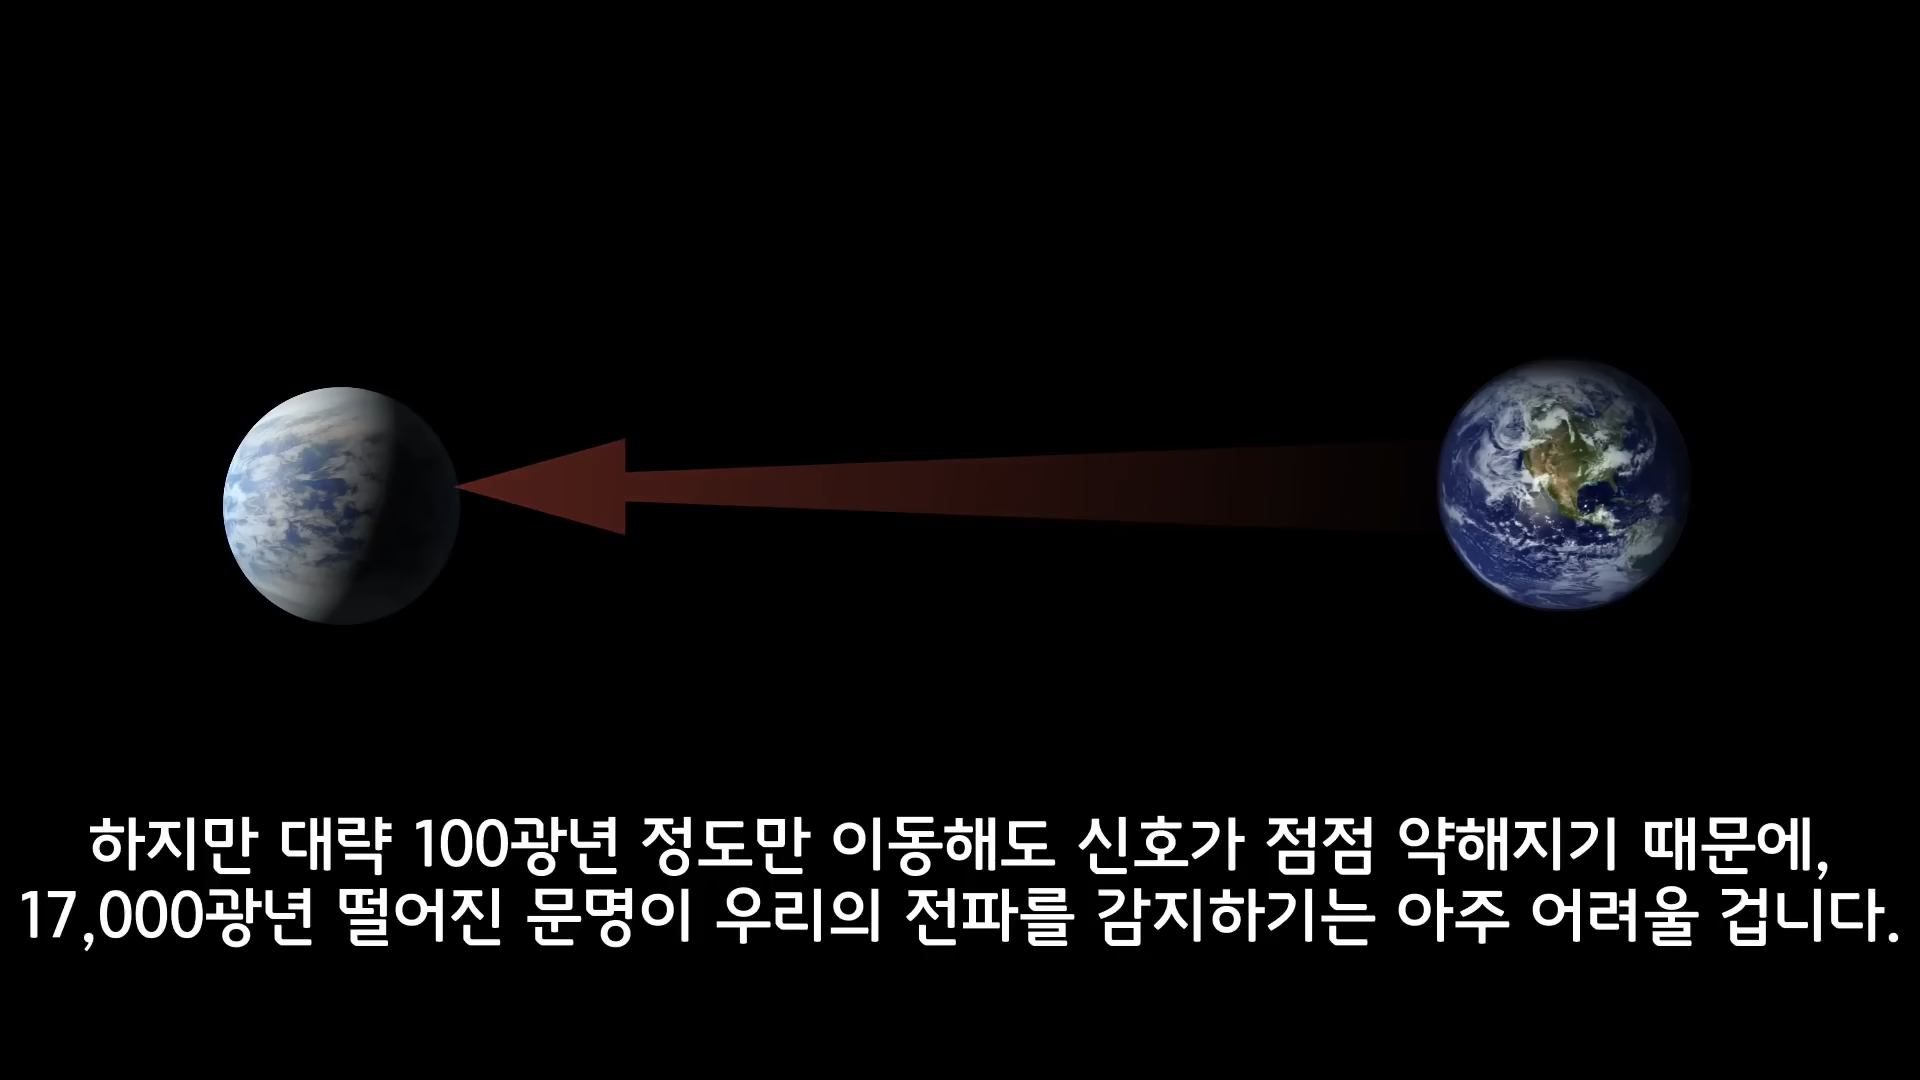 하지만 대략 100광년 정도만 이동해도 신호가 점점 약해지기 때문에,
17,000광년 떨어진 문명이 우리의 전파를 감지하기는 아주 어려울 겁니다.